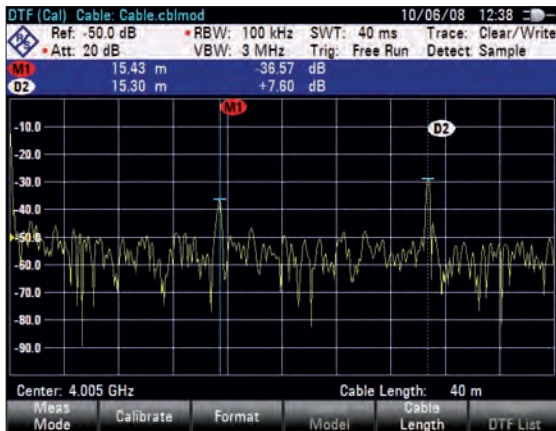 DTF (Cal) Cable: Cable.cblmod 10/06/08 12:38
Ref: -50.0 dB RBW: 100 kHz SWT: 40 ms Trace: Clear/Write
Att: 20 dB VBW: 3 MHz Trig: Free Run Detect: Sample
M1 15.43 m -36.57 dB
D2 15.30 m +7.60 dB
M1
D2
-10.0
-30.0
-40.0
-50.0
-60.0
-70.0
-80.0
-90.0
Center: 4.005 GHz Cable Length: 40 m
Meas Mode Calibrate Format Model Cable Length DTF List